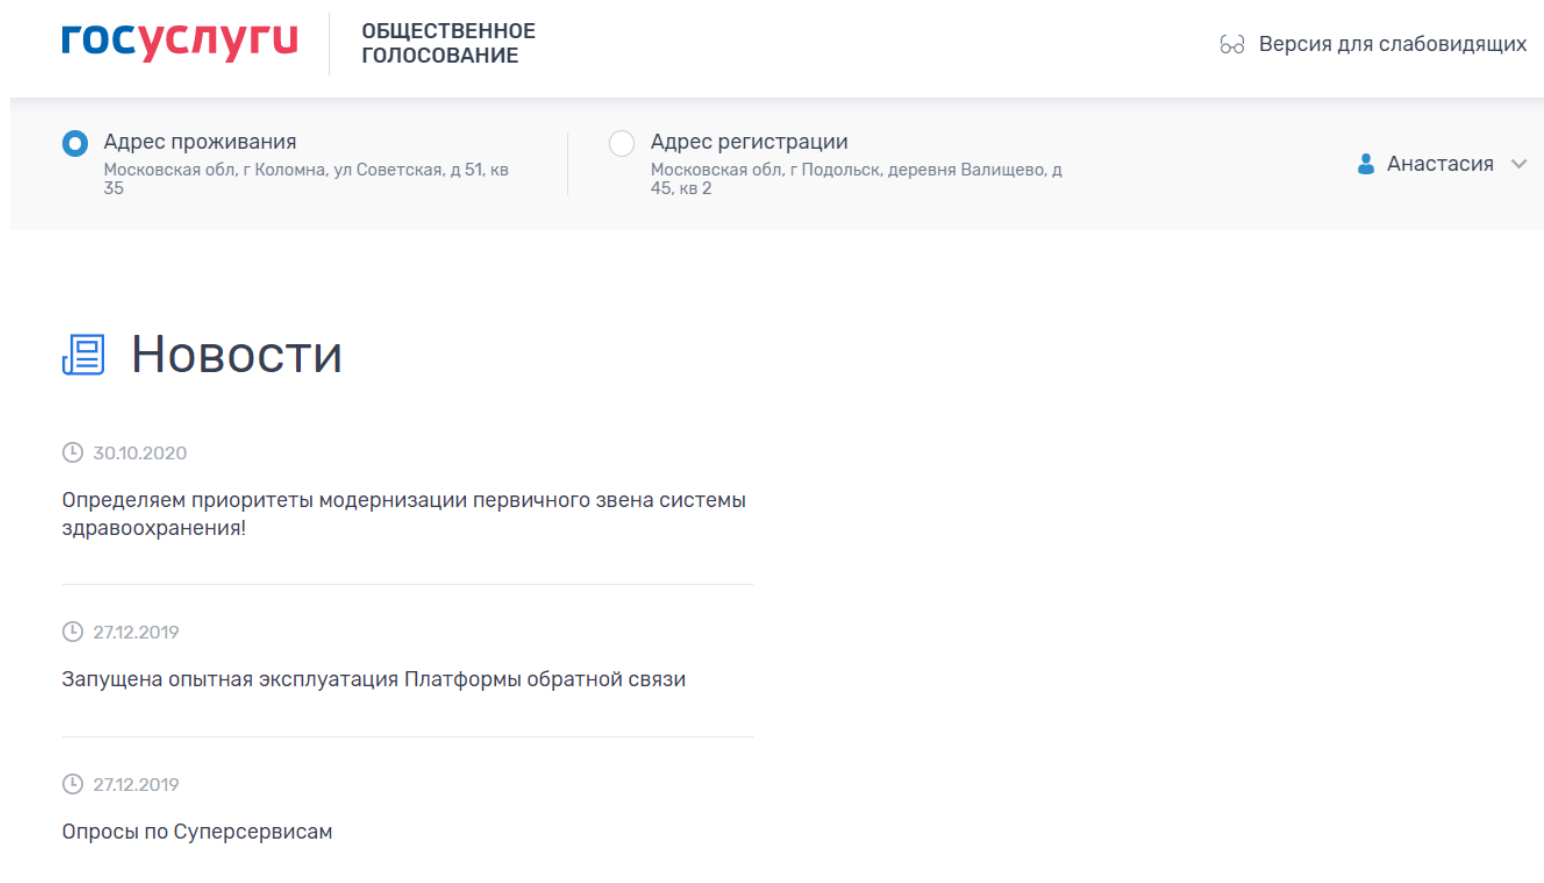 госуслуги
ОБЩЕСТВЕННОЕ
ГОЛОСОВАНИЕ
Версия для слабовидящих
Адрес проживания
Московская обл, г Коломна, ул Советская, д 51, кв
35
Адрес регистрации
Московская обл, г Подольск, деревня Валищево, д
45, кв 2
Анастасия
Новости
30.10.2020
Определяем приоритеты модернизации первичного звена системы
здравоохранения!
27.12.2019
Запущена опытная эксплуатация Платформы обратной связи
27.12.2019
Опросы по Суперсервисам